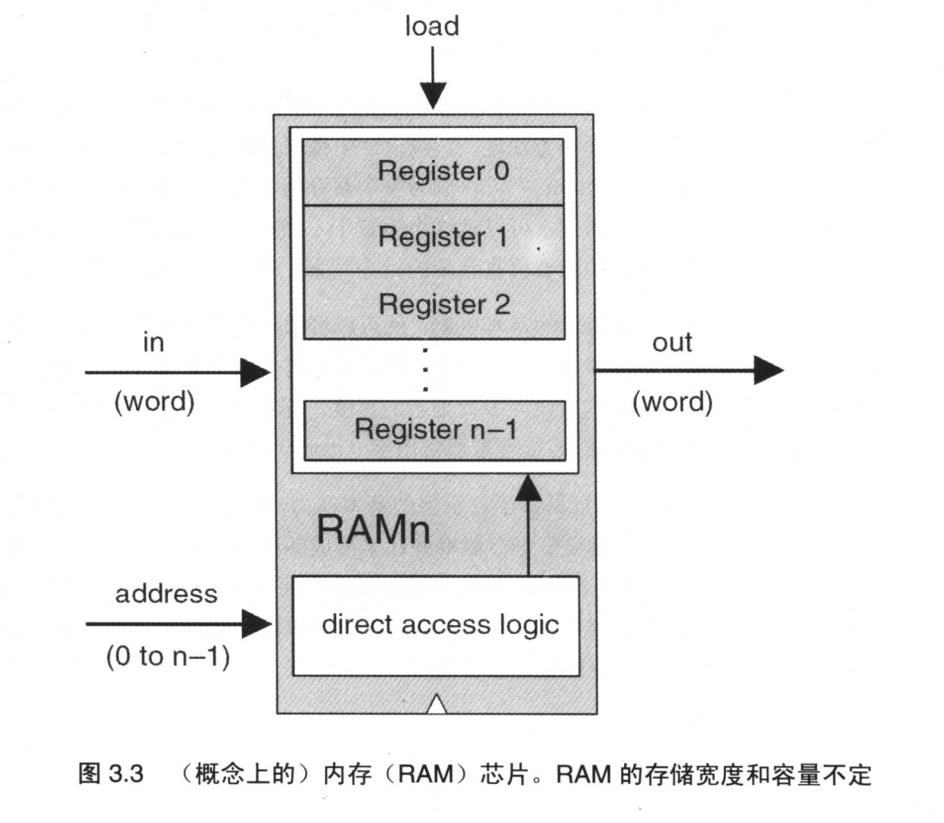 load
Register 0
Register 1
Register 2
in
out
(word)
(word)
Register n–1
RAMn
address
direct access logic
(0 to n–1)
图 3.3 （概念上的）内存（RAM）芯片。RAM 的存储宽度和容量不定